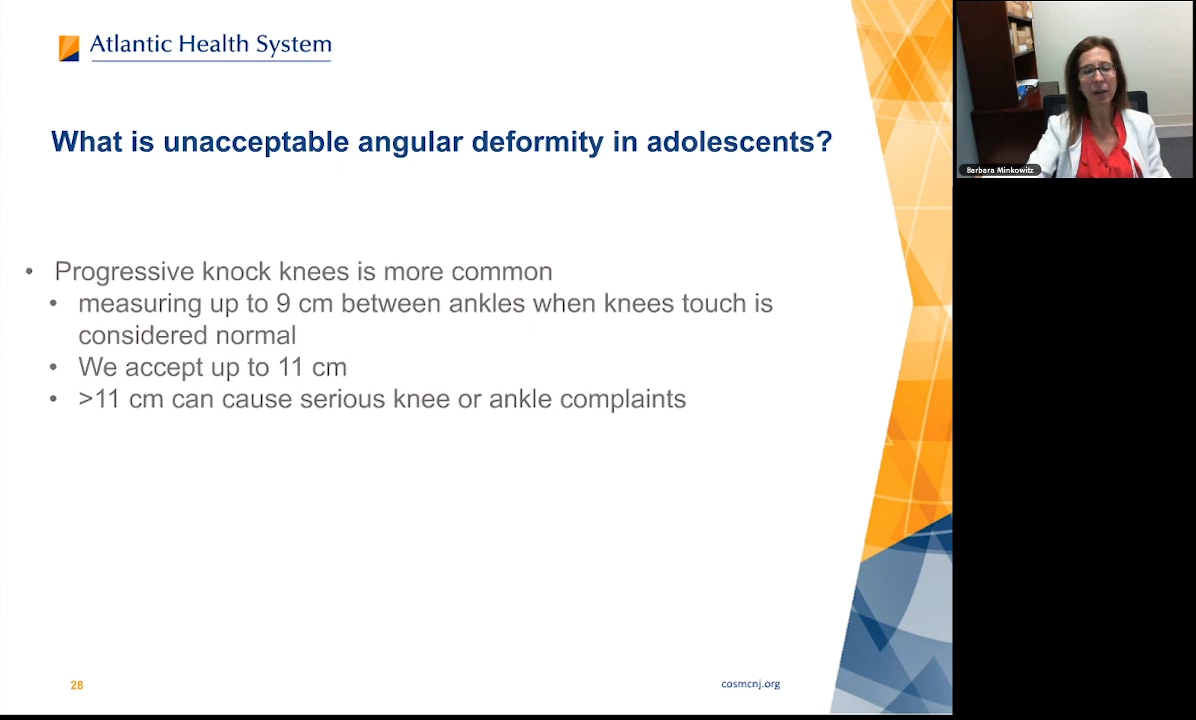 Atlantic Health System
What is unacceptable angular deformity in adolescents?
• Progressive knock knees is more common
• measuring up to 9 cm between ankles when knees touch is
considered normal
• We accept up to 11 cm
• >11 cm can cause serious knee or ankle complaints
28
cosmcnj.org
Barbara Minkowitz